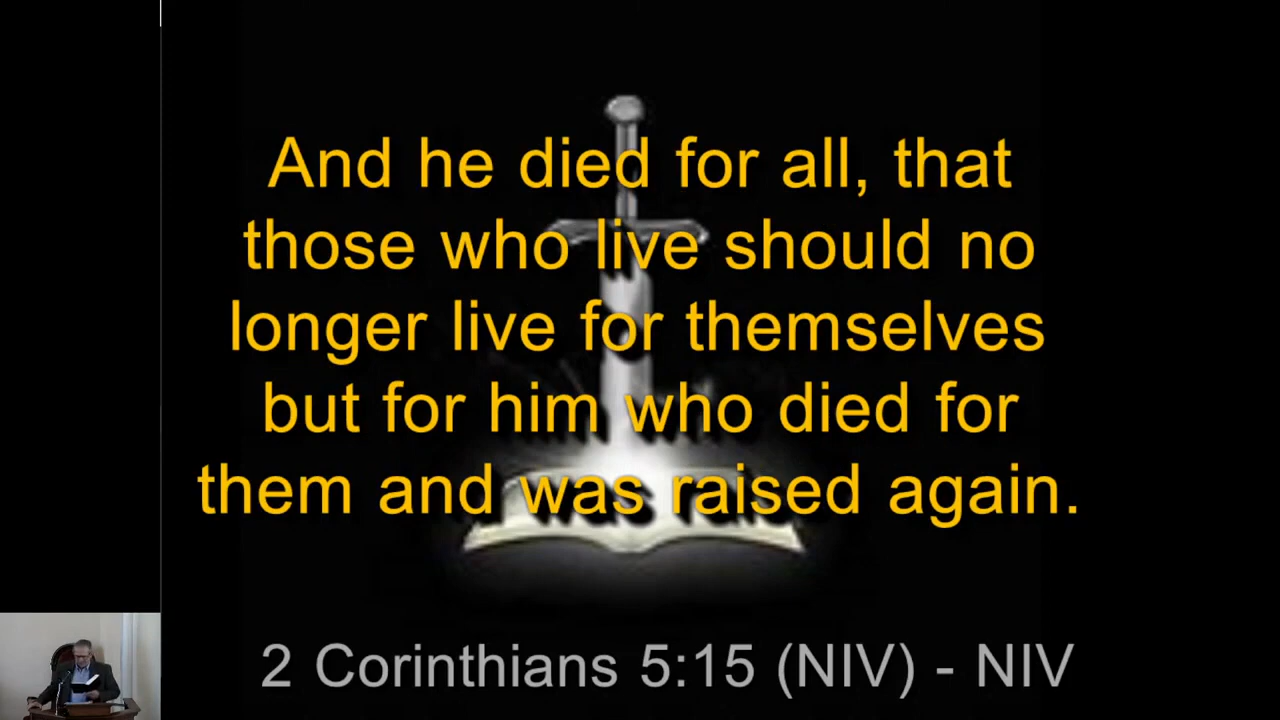 And he died for all, that
those who live should no
longer live for themselves
but for him who died for
them and was raised again.
2 Corinthians 5:15 (NIV) - NIV